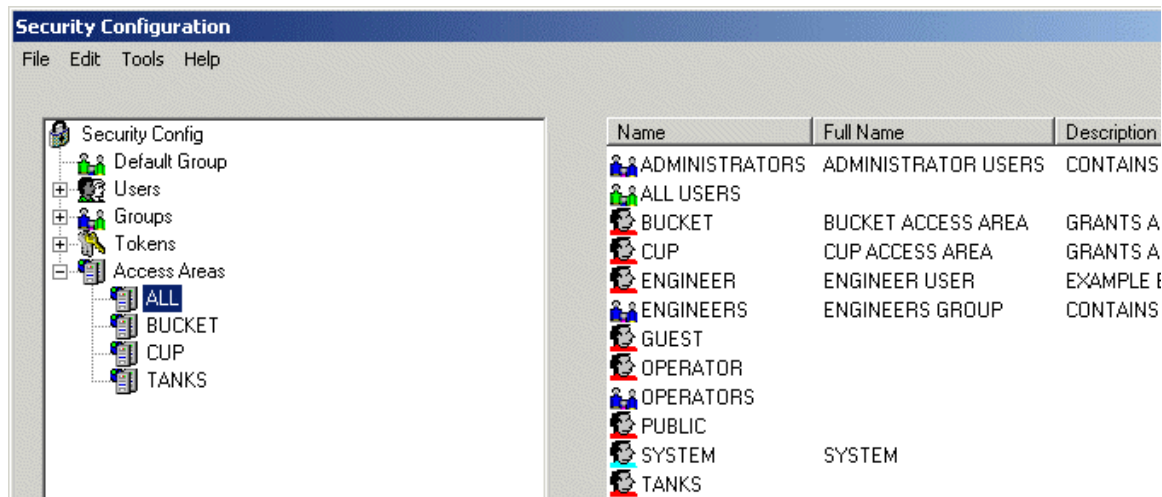 Security Configuration
File Edit Tools Help
Security Config
Default Group
Users
Groups
Tokens
Access Areas
ALL
BUCKET
CUP
TANKS
Name Full Name Description
ADMINISTRATORS ADMINISTRATOR USERS CONTAINS
ALL USERS
BUCKET BUCKET ACCESS AREA GRANTS A
CUP CUP ACCESS AREA GRANTS A
ENGINEER ENGINEER USER EXAMPLE E
ENGINEERS ENGINEERS GROUP CONTAINS
GUEST
OPERATOR
OPERATORS
PUBLIC
SYSTEM SYSTEM
TANKS